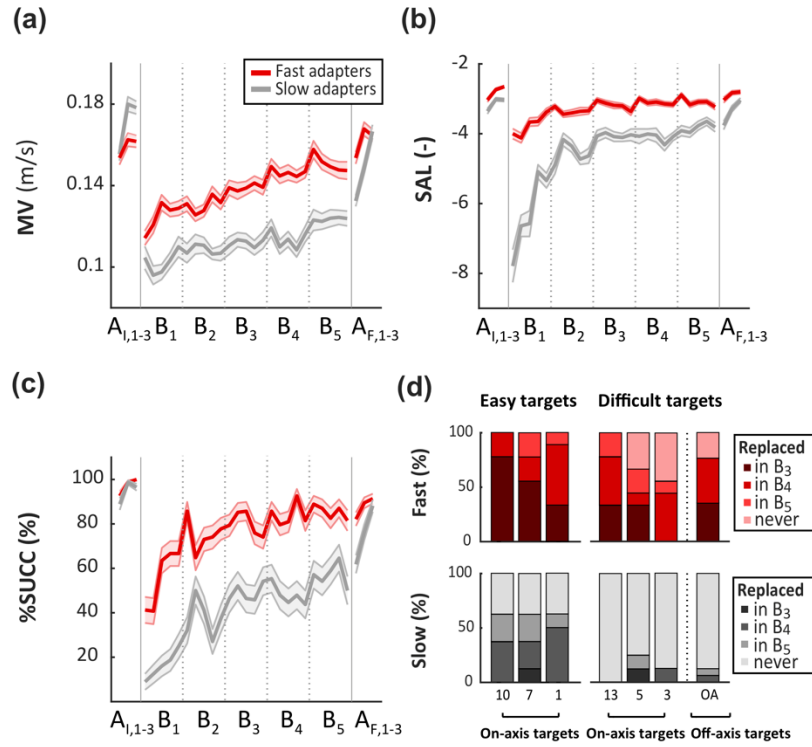 (a)
Fast adapters
Slow adapters
0.18
0.14
0.1
MV (m/s)
A_I,1-3 B_1 B_2 B_3 B_4 B_5 A_F,1-3
(b)
-2
-4
-6
-8
SAL (-)
A_I,1-3 B_1 B_2 B_3 B_4 B_5 A_F,1-3
(c)
100
80
60
40
20
%SUCC (%)
A_I,1-3 B_1 B_2 B_3 B_4 B_5 A_F,1-3
(d)
Easy targets Difficult targets
100
50
0
Fast (%)
Replaced
in B_3
in B_4
in B_5
never
100
50
0
Slow (%)
Replaced
in B_3
in B_4
in B_5
never
10 7 1 13 5 3 OA
On-axis targets On-axis targets Off-axis targets